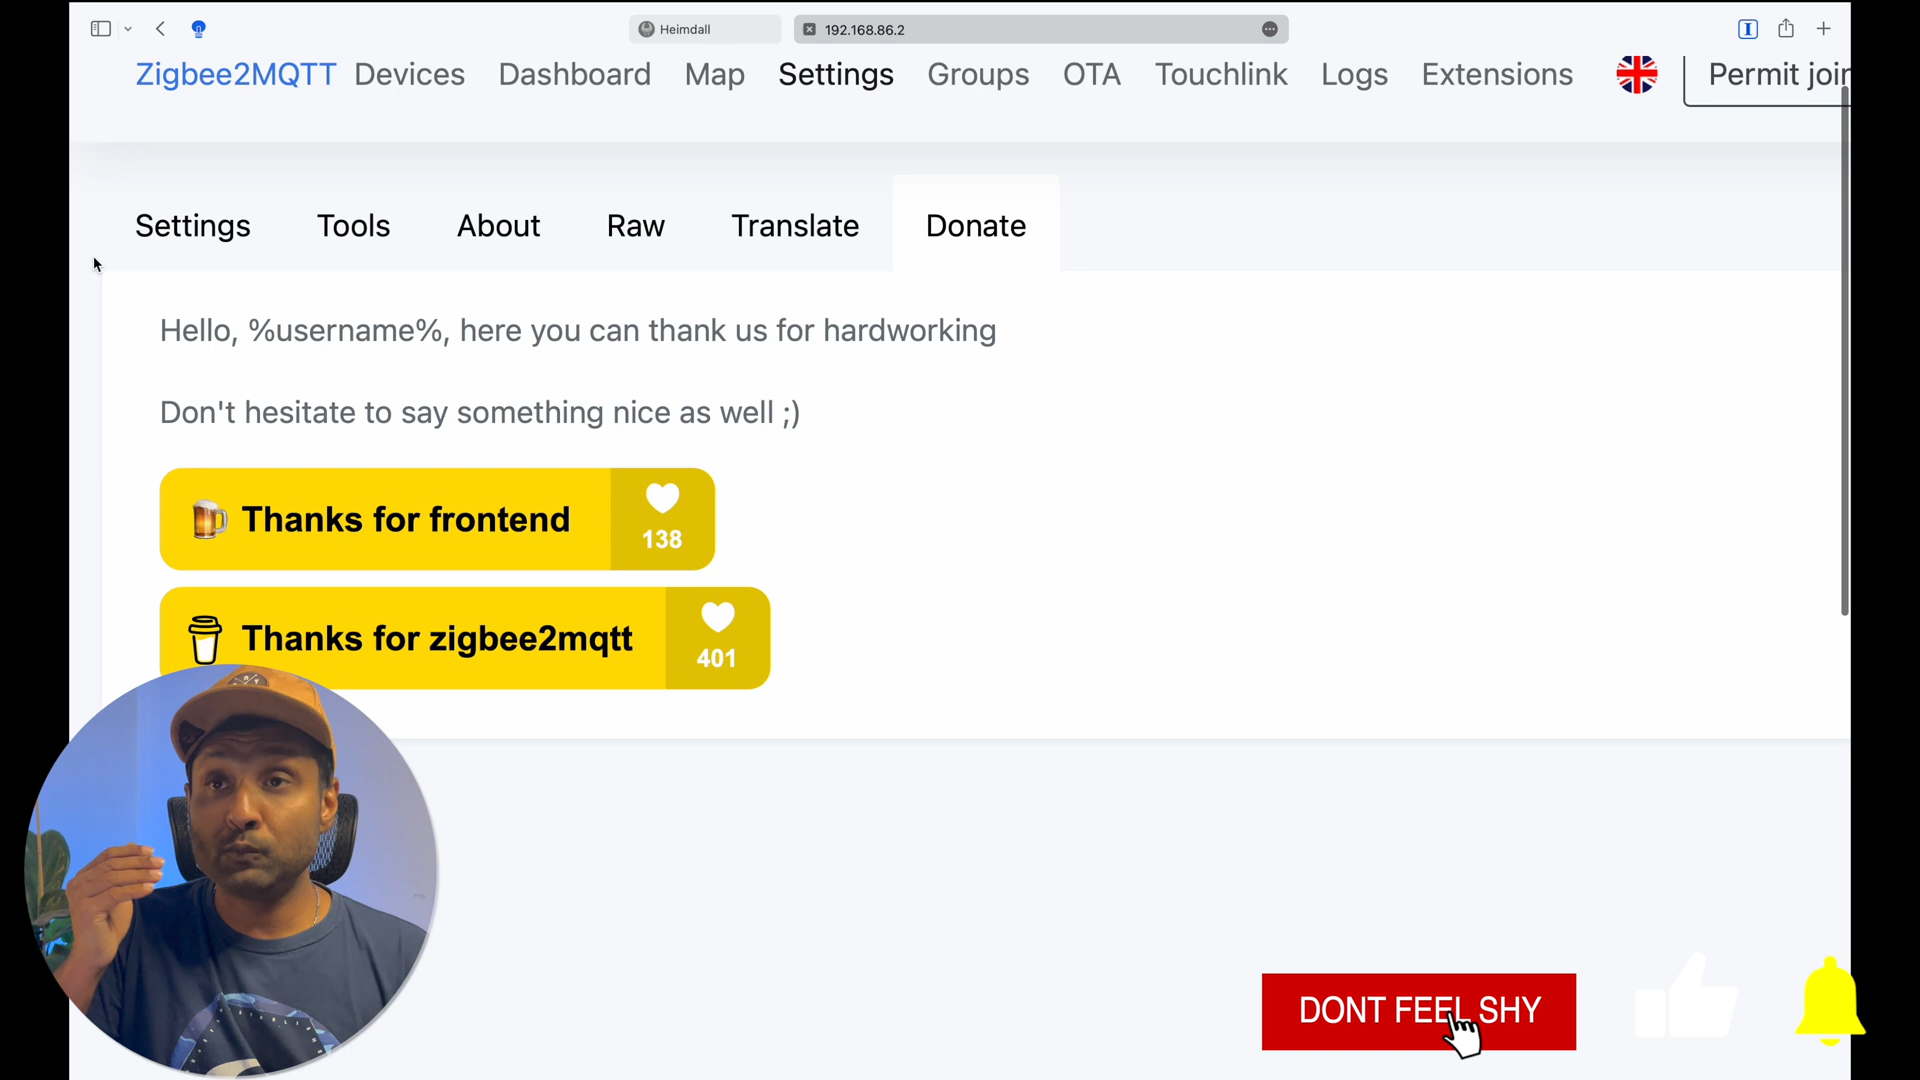 Heimdall
192.168.86.2
Zigbee2MQTT Devices Dashboard Map Settings Groups OTA Touchlink Logs Extensions Permit join
Settings Tools About Raw Translate Donate
Hello, %username%, here you can thank us for hardworking
Don't hesitate to say something nice as well ;)
Thanks for frontend
138
Thanks for zigbee2mqtt
401
DONT FEEL SHY